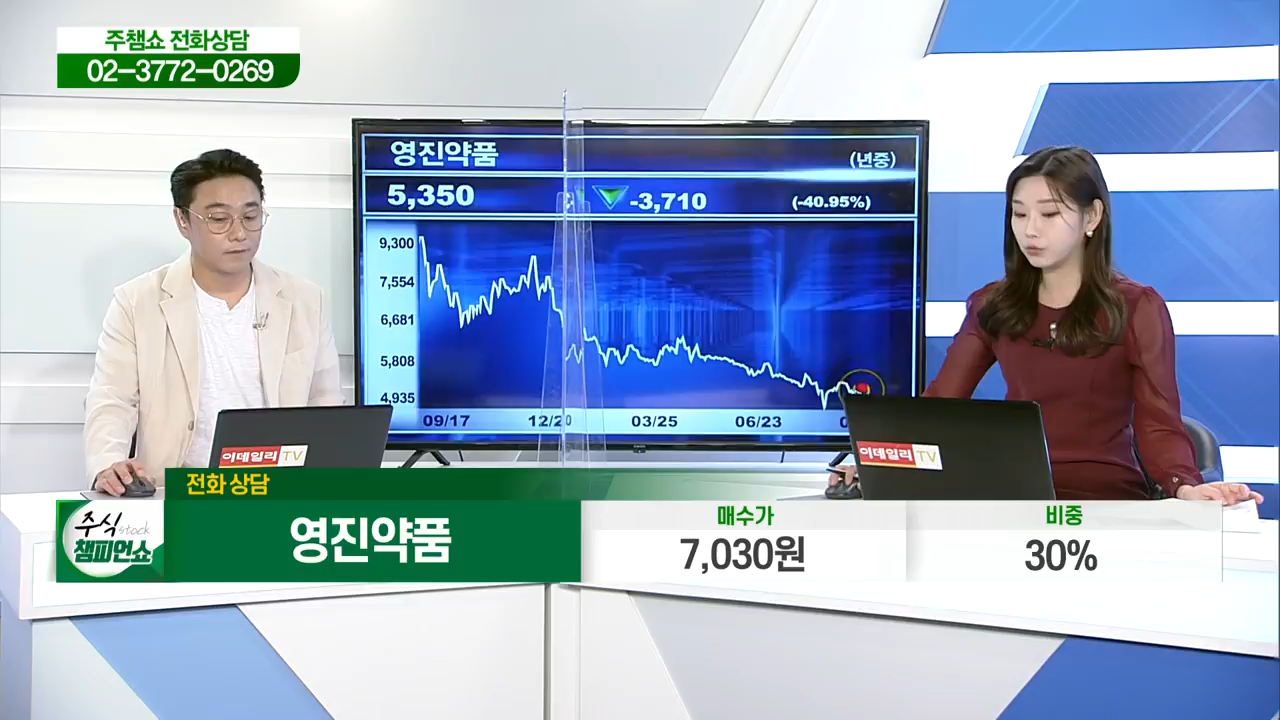 주챔쇼 전화상담
02-3772-0269
영진약품
(년중)
5,350
-3,710
(-40.95%)
9,300
7,554
6,681
5,808
4,935
09/17
12/20
03/25
06/23
이데일리TV
이데일리TV
전화 상담
주식
stock
챔피언쇼
영진약품
매수가
7,030원
비중
30%